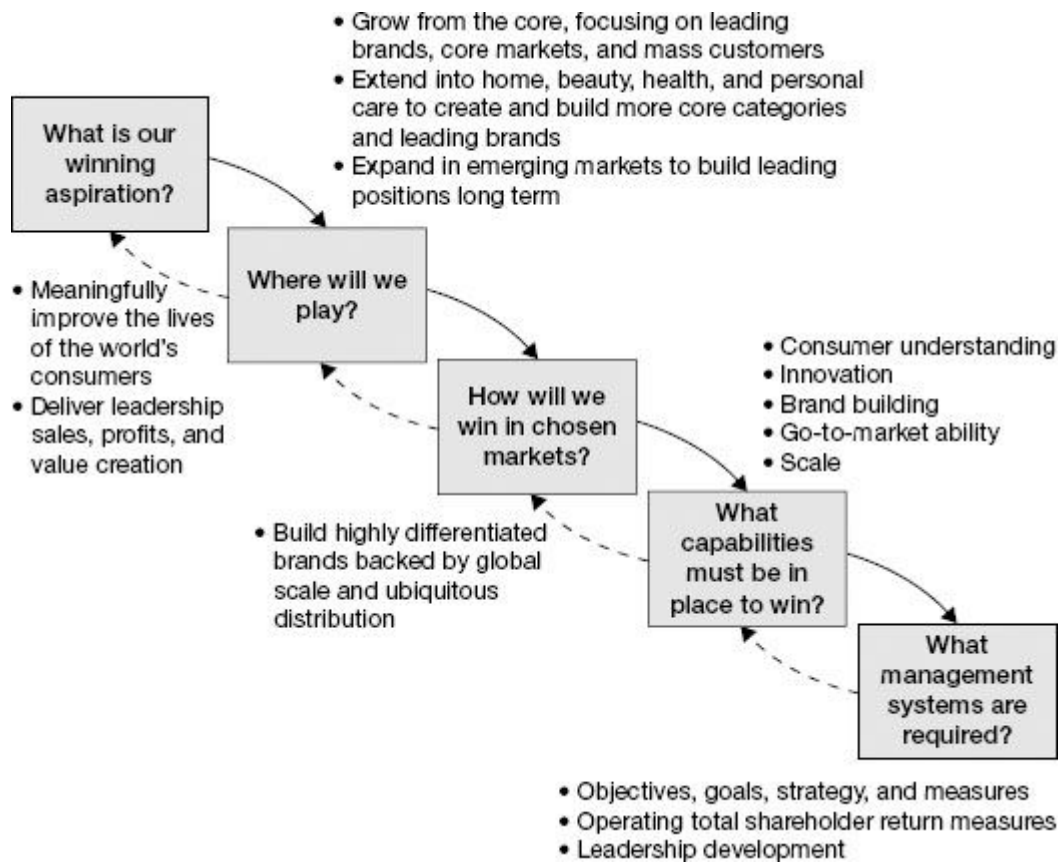 • Grow from the core, focusing on leading
brands, core markets, and mass customers
• Extend into home, beauty, health, and personal
care to create and build more core categories
and leading brands
• Expand in emerging markets to build leading
positions long term
What is our
winning
aspiration?
• Meaningfully
improve the lives
of the world's
consumers
• Deliver leadership
sales, profits, and
value creation
Where will we
play?
How will we
win in chosen
markets?
• Build highly differentiated
brands backed by global
scale and ubiquitous
distribution
• Consumer understanding
• Innovation
• Brand building
• Go-to-market ability
• Scale
What
capabilities
must be in
place to win?
What
management
systems are
required?
• Objectives, goals, strategy, and measures
• Operating total shareholder return measures
• Leadership development